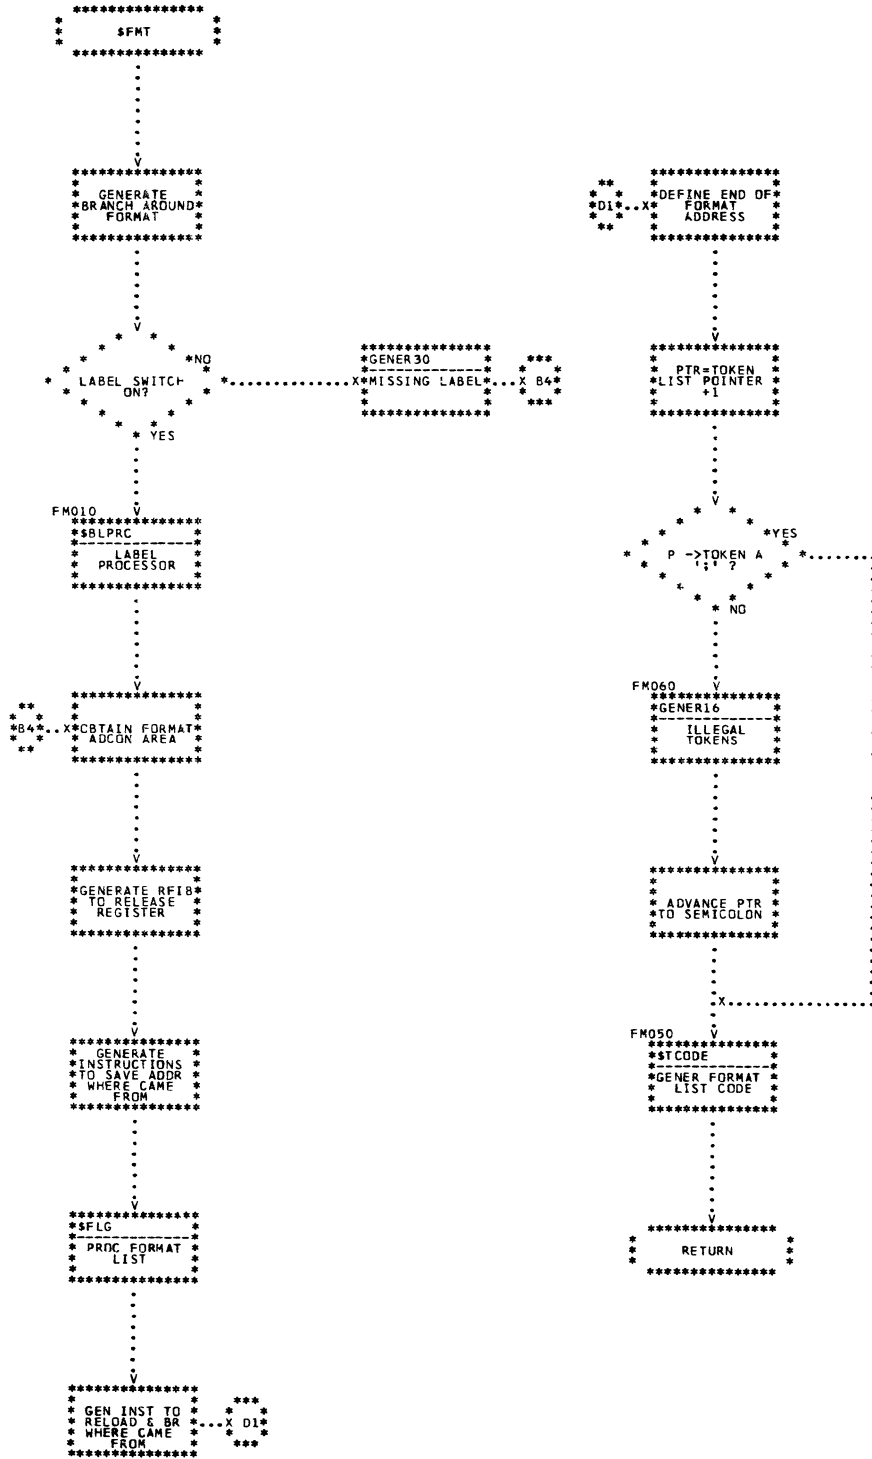 $FMT
GENERATE
BRANCH AROUND
FORMAT
LABEL SWITCH
ON?
NO
YES
GENER30
MISSING LABEL
B4
FM010
$BLPRC
LABEL
PROCESSOR
B4
CBTAIN FORMAT
ADCON AREA
GENERATE RFIB
TO RELEASE
REGISTER
GENERATE
INSTRUCTIONS
TO SAVE ADDR
WHERE CAME
FROM
$FLG
PROC FORMAT
LIST
GEN INST TO
RELOAD & BR
WHERE CAME
FROM
D1
D1
DEFINE END OF
FORMAT
ADDRESS
PTR=TOKEN
LIST POINTER
+1
P ->TOKEN A
';' ?
YES
NO
FM060
GENER16
ILLEGAL
TOKENS
ADVANCE PTR
TO SEMICOLON
FM050
$TCODE
GENER FORMAT
LIST CODE
RETURN